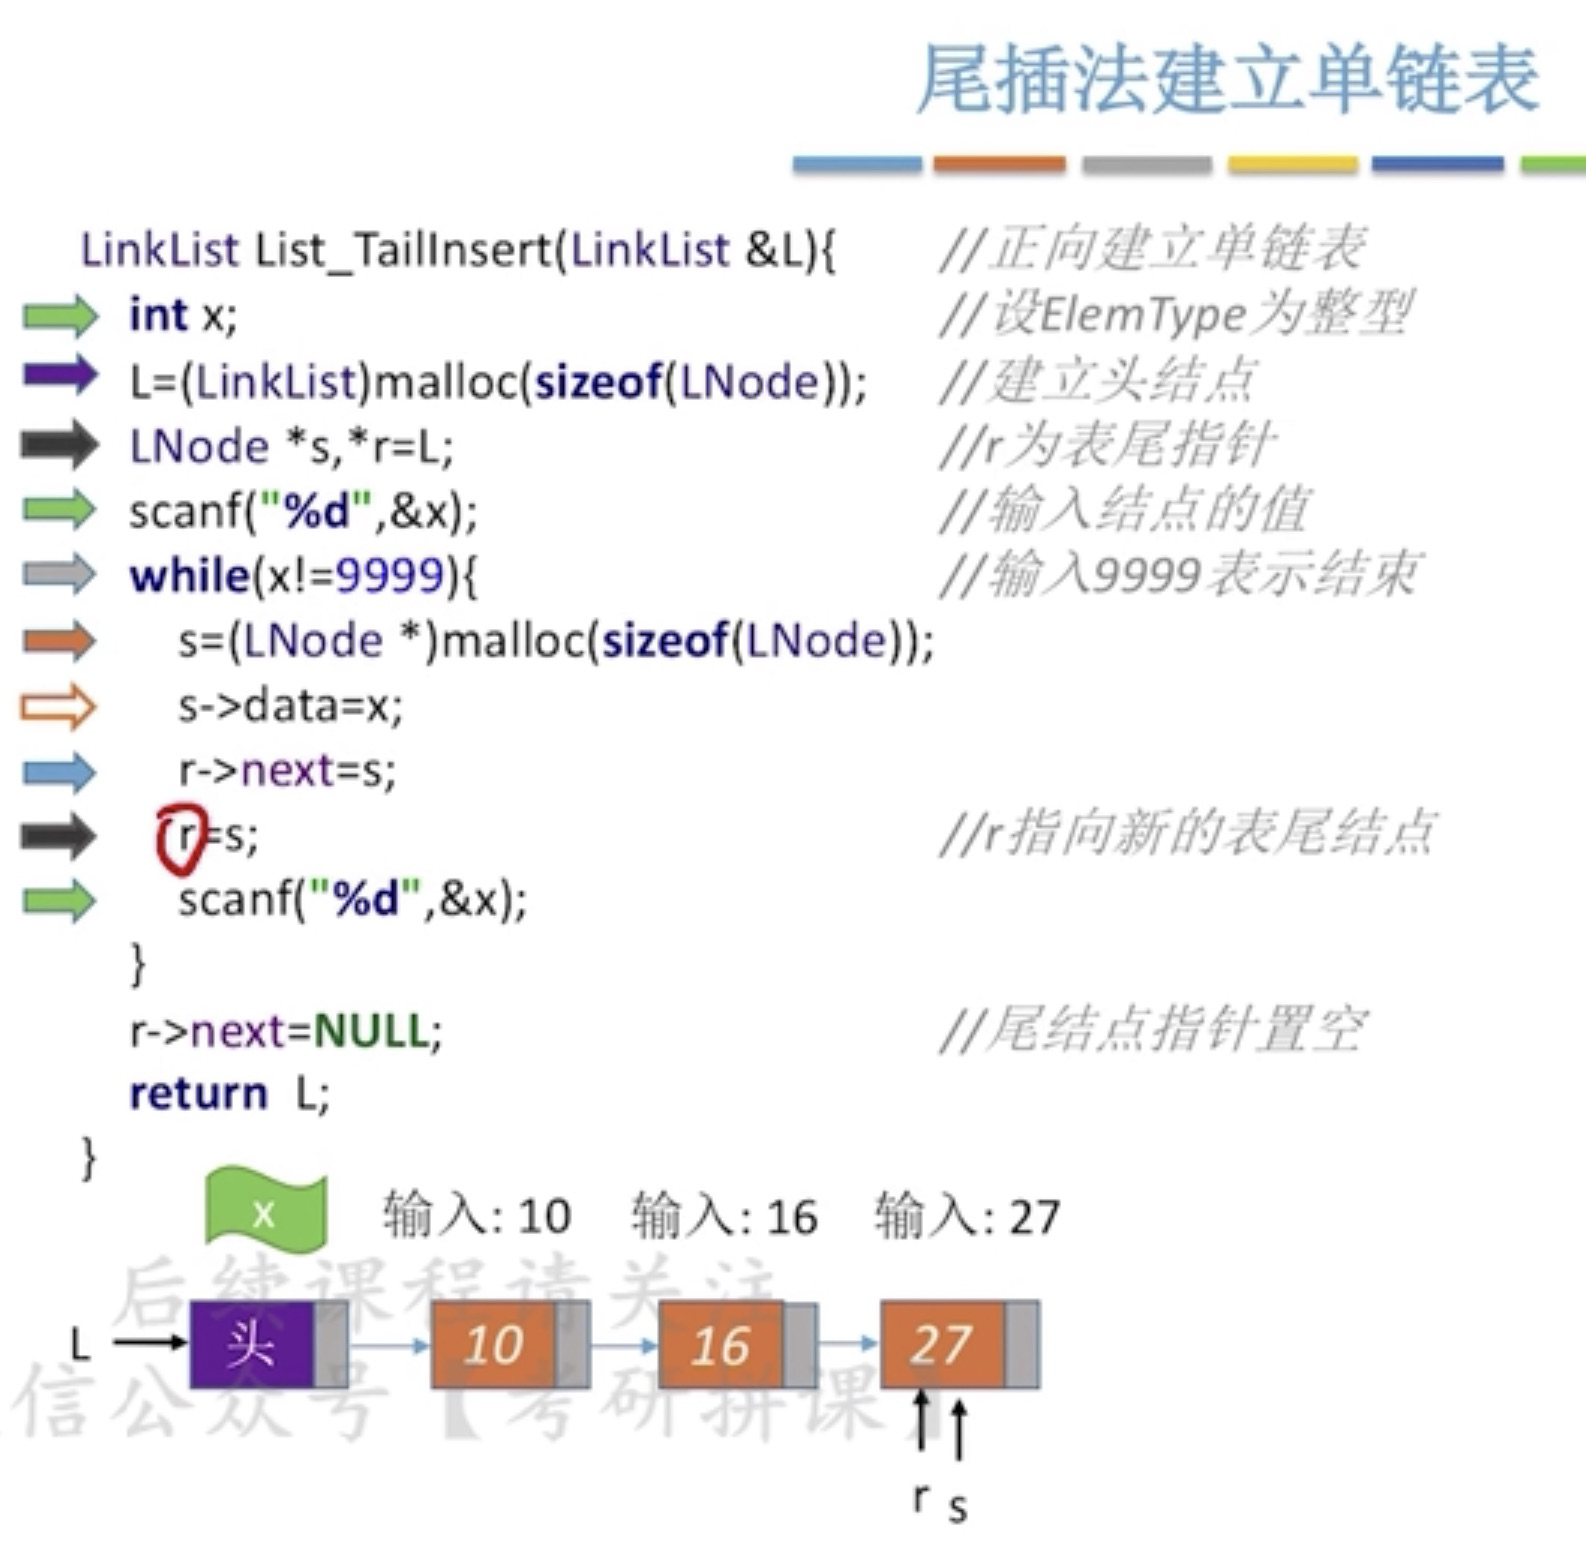 尾插法建立单链表
LinkList List_TailInsert(LinkList &L){ //正向建立单链表
int x; //设ElemType为整型
L=(LinkList)malloc(sizeof(LNode)); //建立头结点
LNode *s,*r=L; //r为表尾指针
scanf("%d",&x); //输入结点的值
while(x!=9999){ //输入9999表示结束
s=(LNode *)malloc(sizeof(LNode));
s->data=x;
r->next=s;
r=s; //r指向新的表尾结点
scanf("%d",&x);
}
r->next=NULL; //尾结点指针置空
return L;
}
x 输入: 10 输入: 16 输入: 27
后续课程请关注
L 头 10 16 27
信公众号【考研拼课】
r s